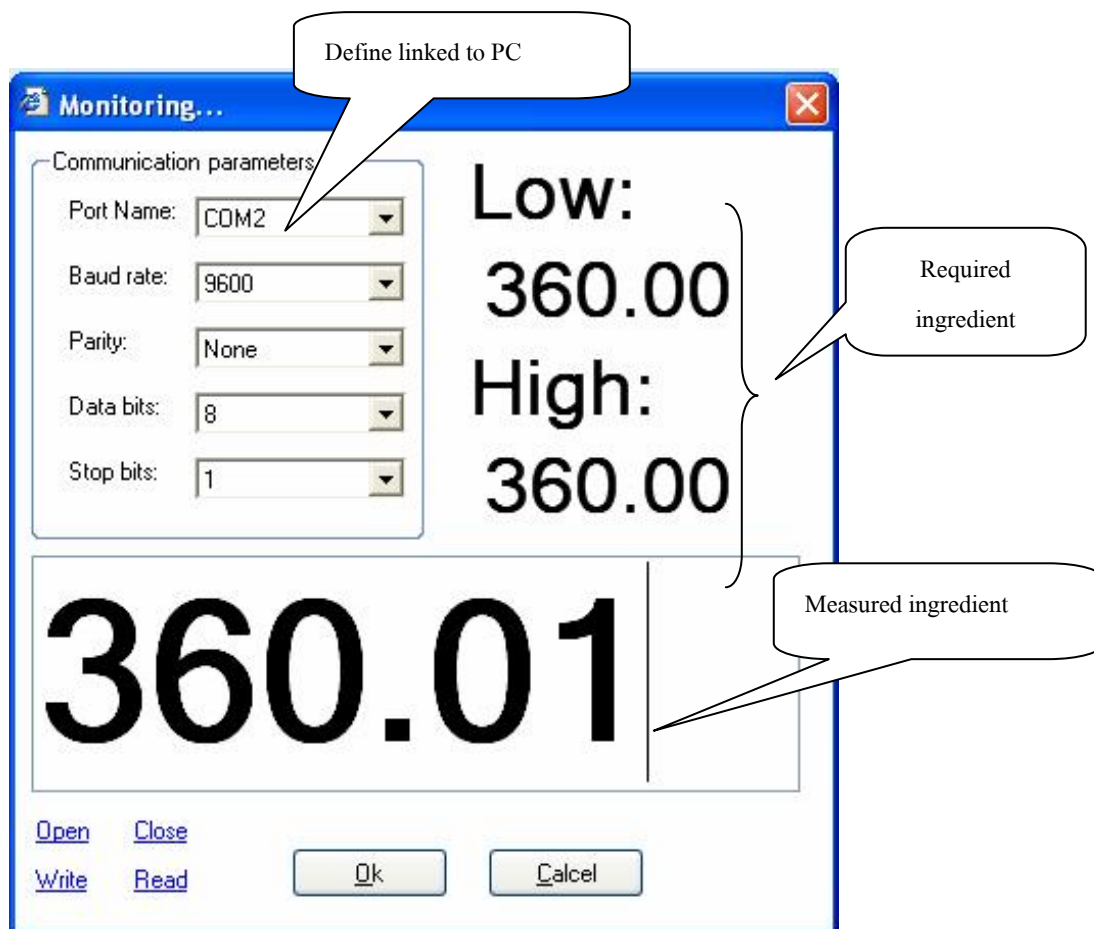 Define linked to PC
Monitoring...
Communication parameters
Port Name: COM2
Baud rate: 9600
Parity: None
Data bits: 8
Stop bits: 1
Low:
360.00
High:
360.00
Required
ingredient
Measured ingredient
360.01
Open Close
Write Read
Ok Calcel